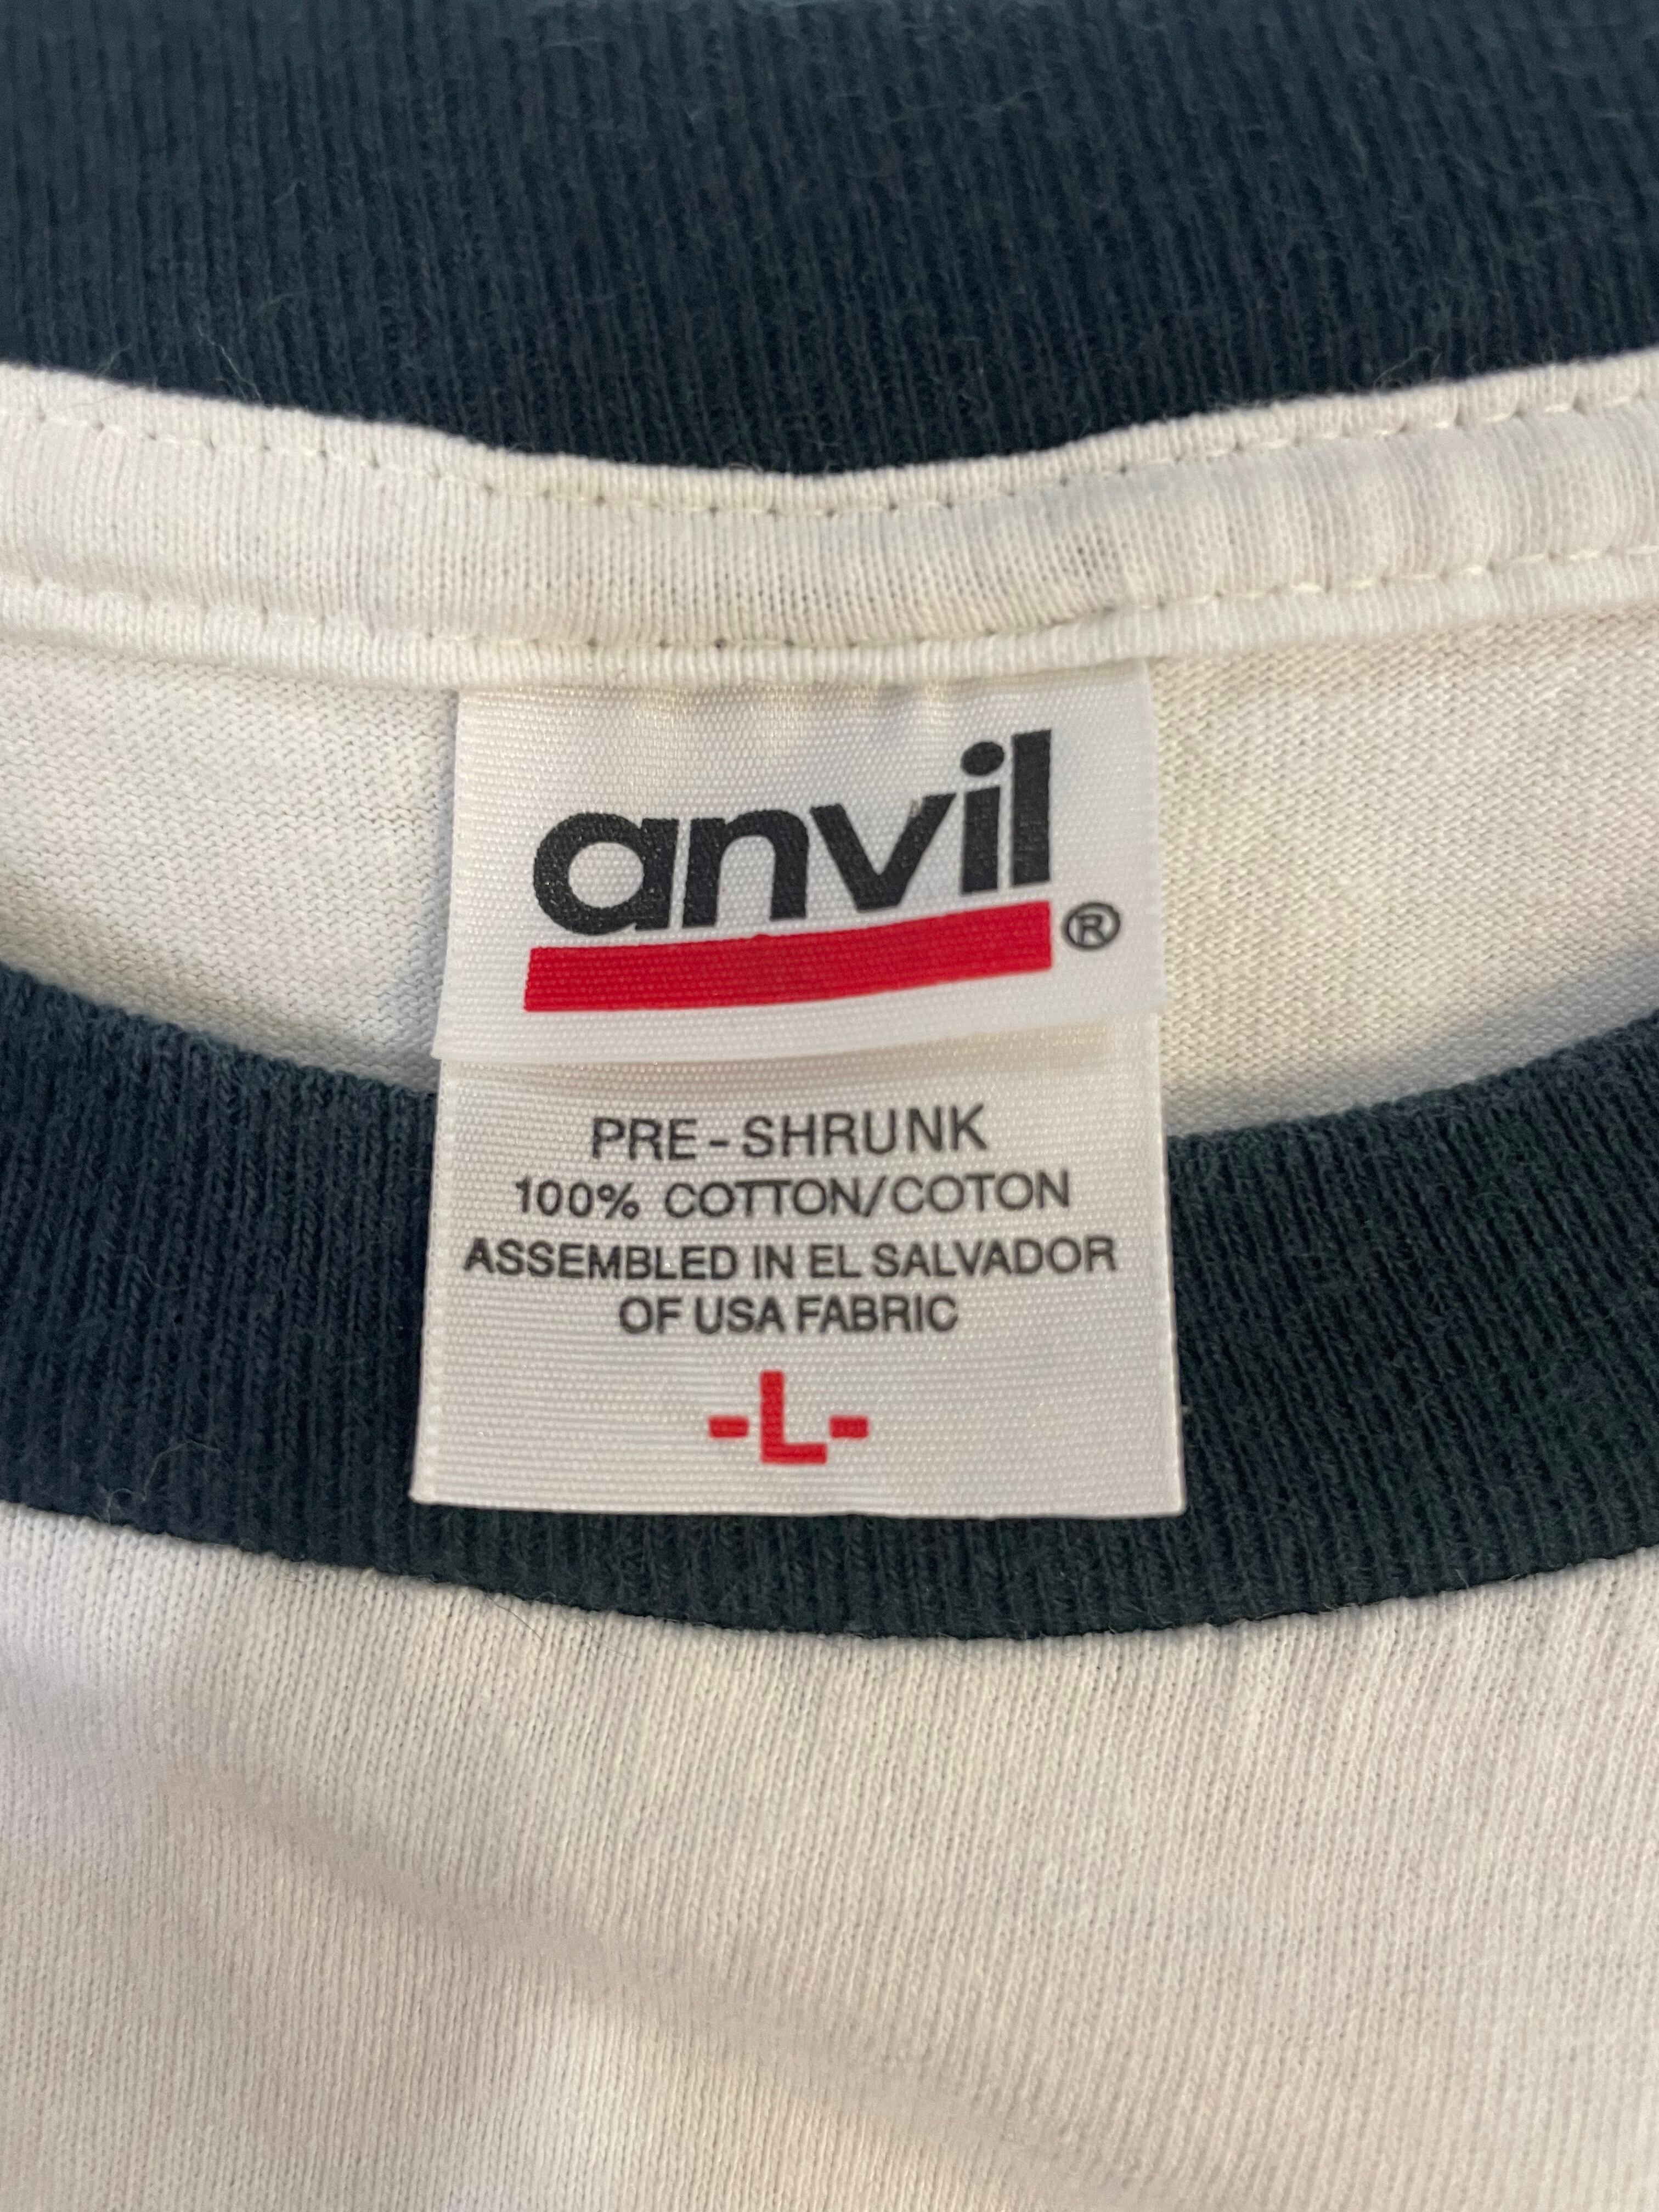 anvil®
PRE-SHRUNK
100% COTTON/COTON
ASSEMBLED IN EL SALVADOR
OF USA FABRIC
-L-